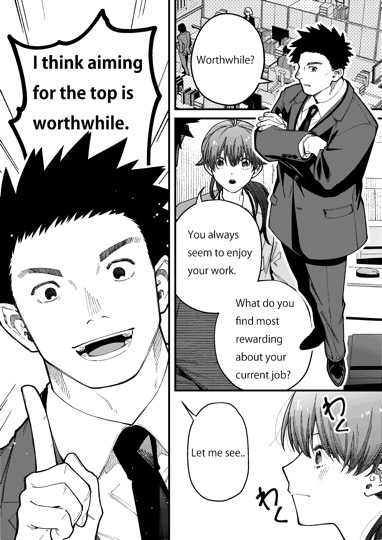 Worthwhile?
You always
seem to enjoy
your work.
What do you
find most
rewarding
about your
current job?
Let me see..
わく
わく
I think aiming
for the top is
worthwhile.